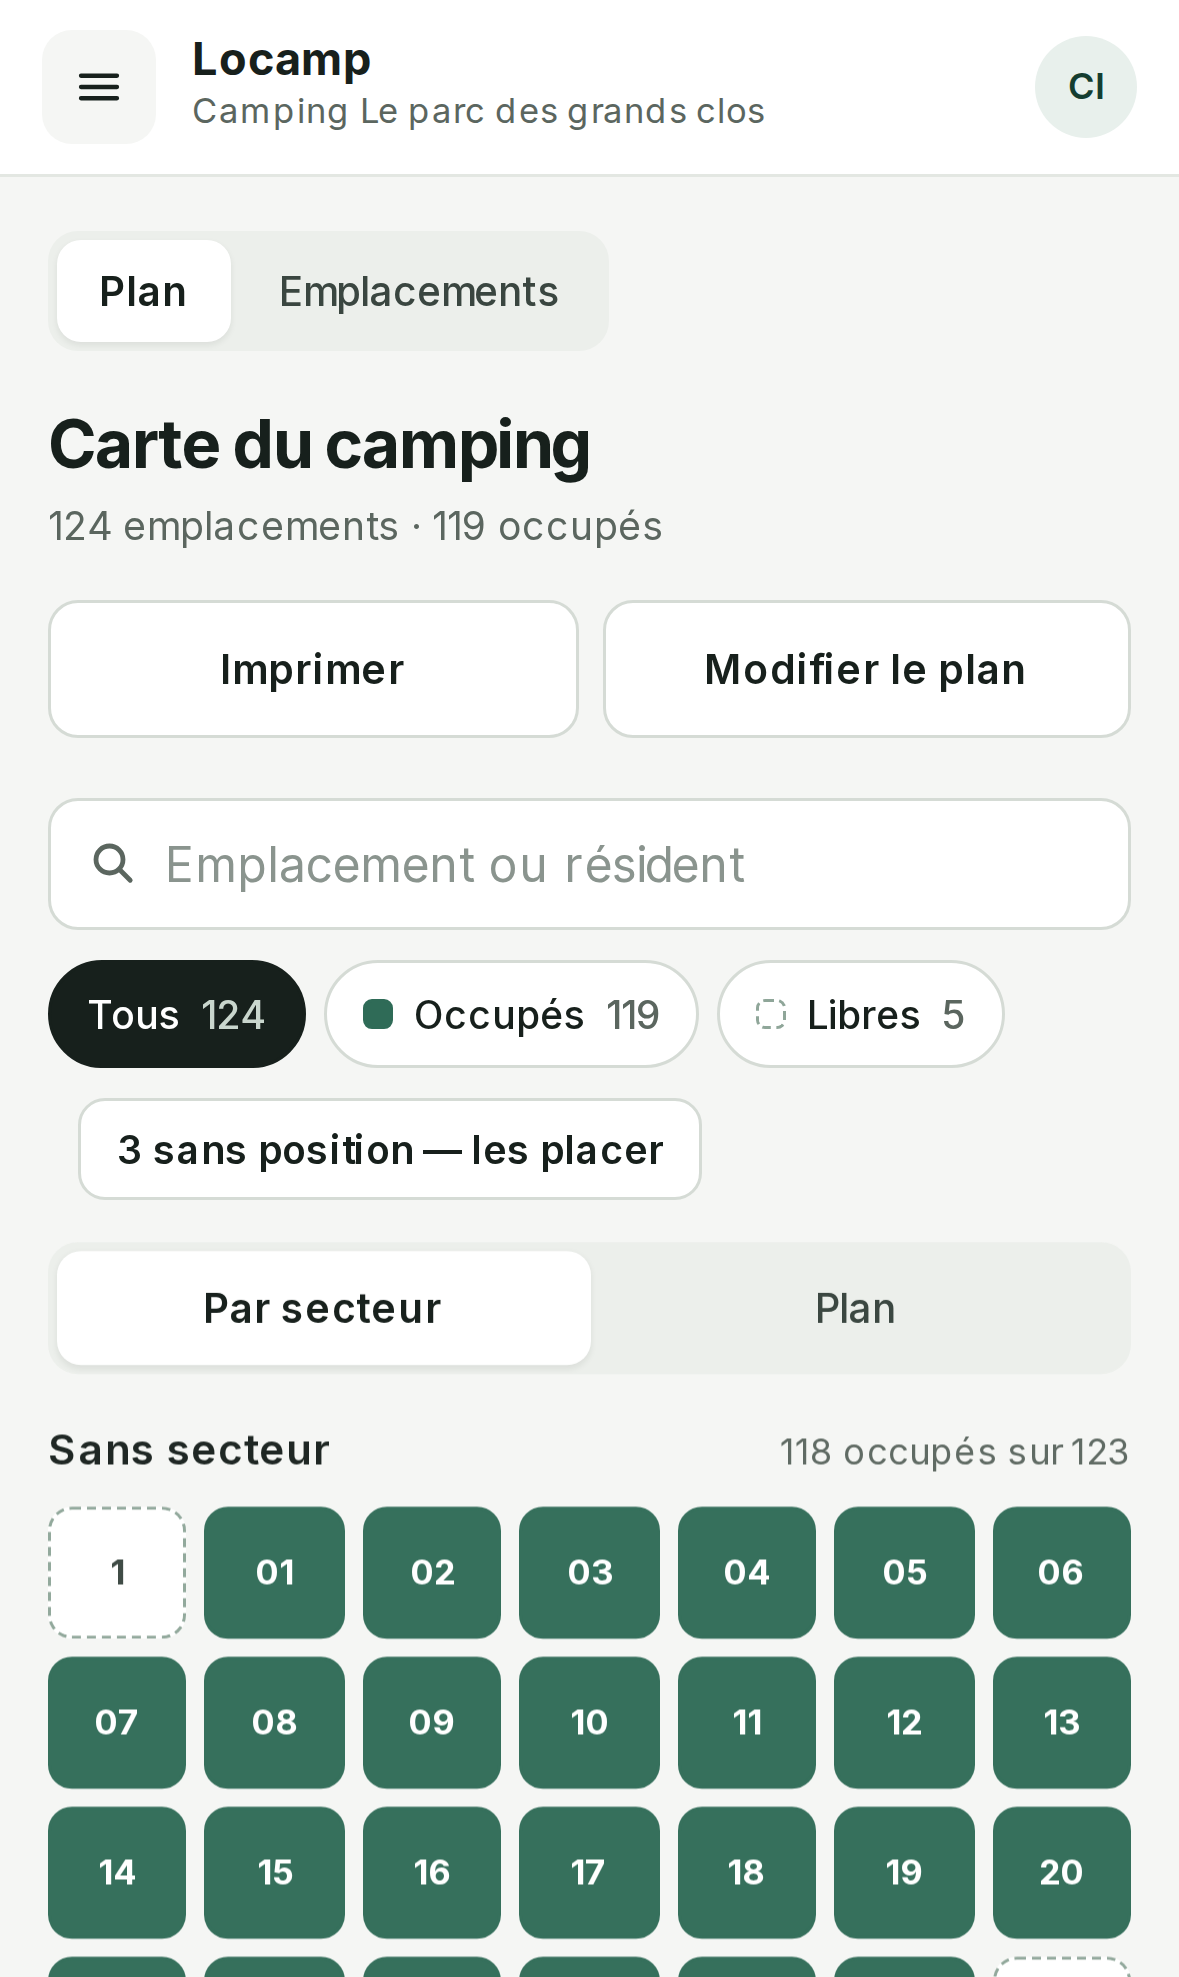 Locamp
Camping Le parc des grands clos
CI
Plan
Emplacements
Carte du camping
124 emplacements · 119 occupés
Imprimer
Modifier le plan
Emplacement ou résident
Tous 124
Occupés 119
Libres 5
3 sans position — les placer
Par secteur
Plan
Sans secteur
118 occupés sur 123
1 01 02 03 04 05 06
07 08 09 10 11 12 13
14 15 16 17 18 19 20